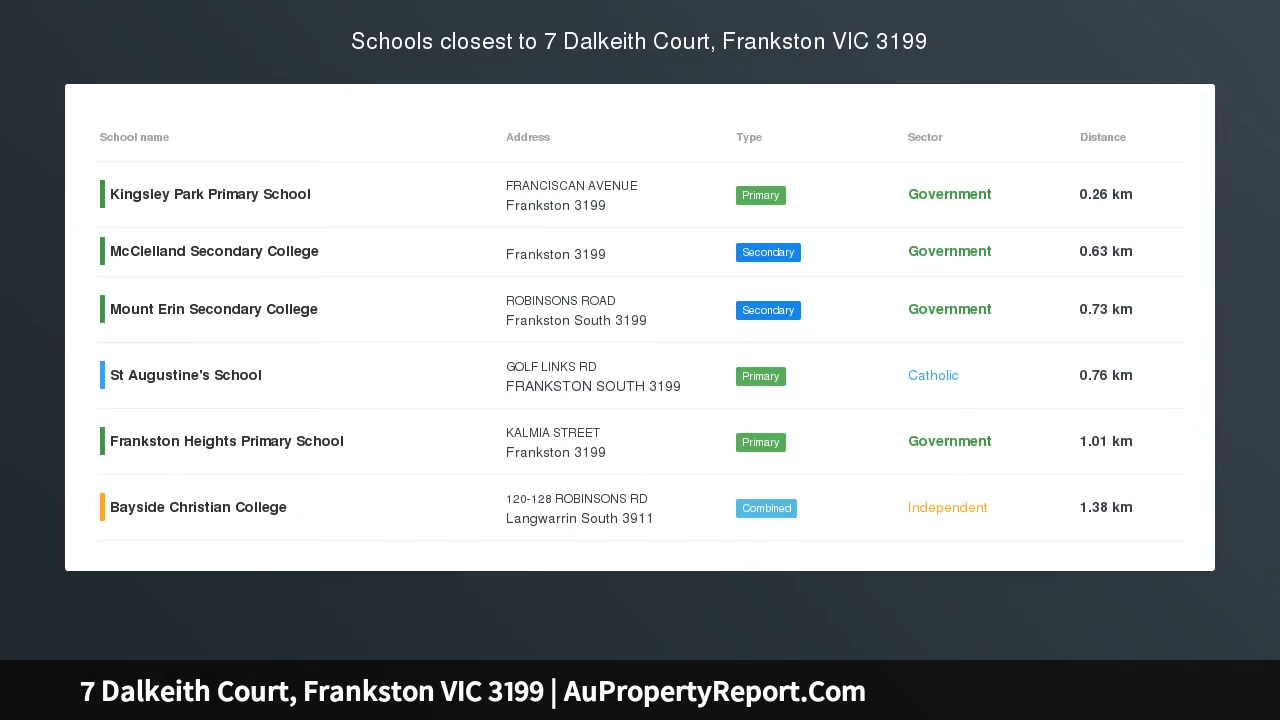 Schools closest to 7 Dalkeith Court, Frankston VIC 3199
School name Address Type Sector Distance
Kingsley Park Primary School FRANCISCAN AVENUE Frankston 3199 Primary Government 0.26 km
McClelland Secondary College Frankston 3199 Secondary Government 0.63 km
Mount Erin Secondary College ROBINSONS ROAD Frankston South 3199 Secondary Government 0.73 km
St Augustine's School GOLF LINKS RD FRANKSTON SOUTH 3199 Primary Catholic 0.76 km
Frankston Heights Primary School KALMIA STREET Frankston 3199 Primary Government 1.01 km
Bayside Christian College 120-128 ROBINSONS RD Langwarrin South 3911 Combined Independent 1.38 km
7 Dalkeith Court, Frankston VIC 3199 | AuPropertyReport.Com